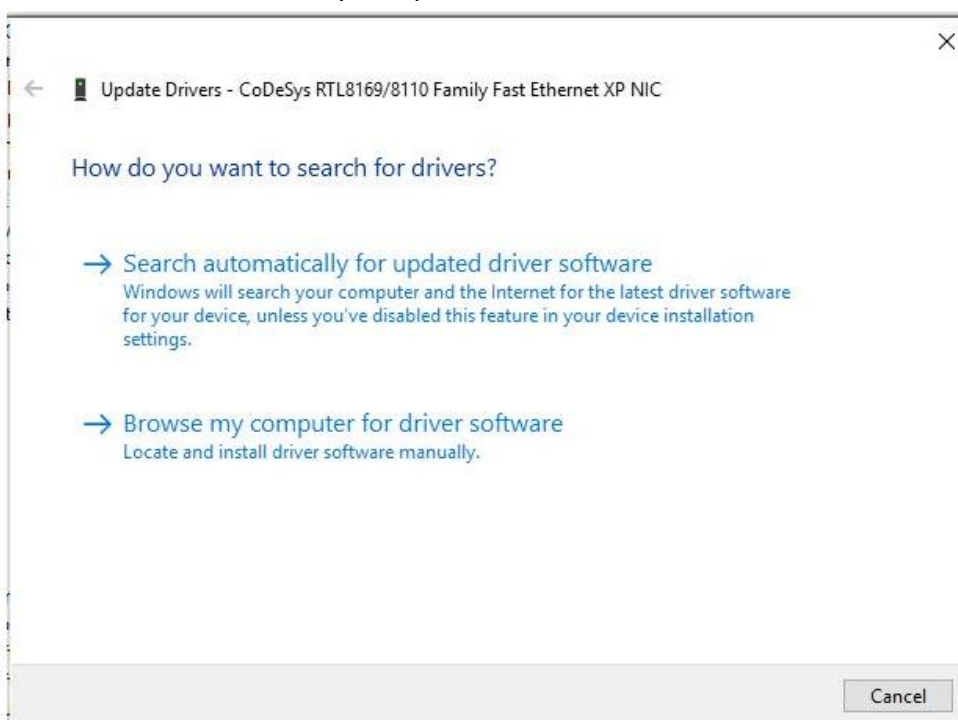 Update Drivers - CoDeSys RTL8169/8110 Family Fast Ethernet XP NIC
How do you want to search for drivers?
Search automatically for updated driver software
Windows will search your computer and the Internet for the latest driver software
for your device, unless you've disabled this feature in your device installation
settings.
Browse my computer for driver software
Locate and install driver software manually.
Cancel